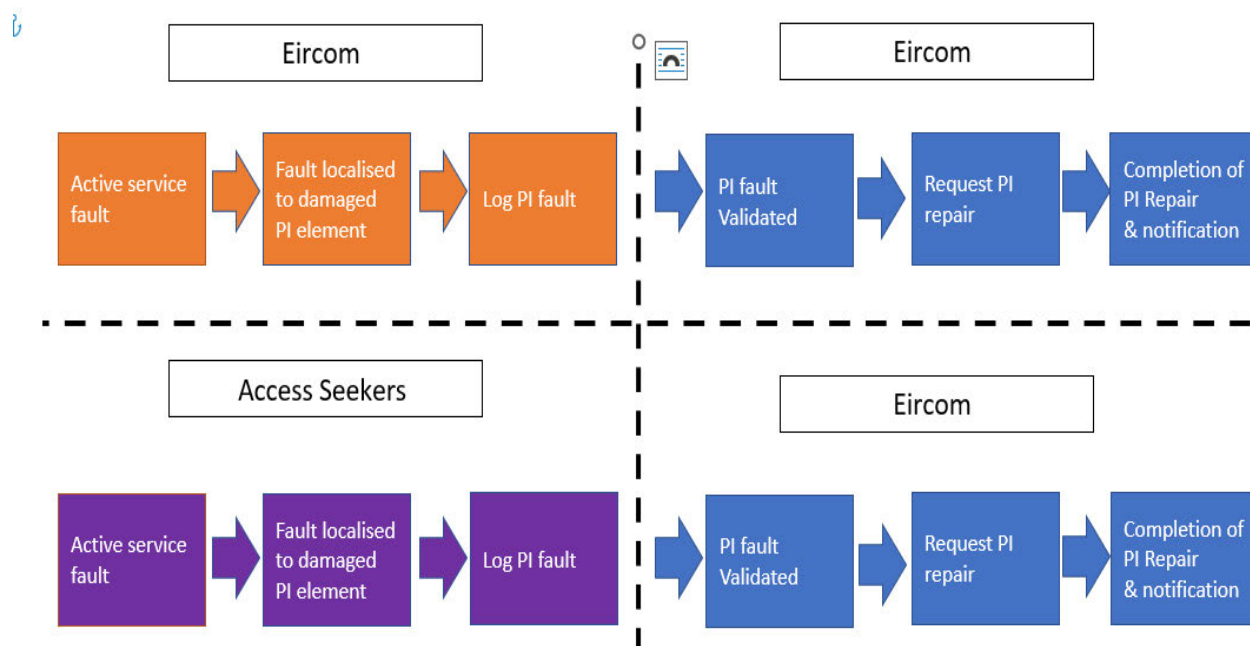 Eircom
Eircom
Active service
fault
Fault localised
to damaged
PI element
Log PI fault
PI fault
Validated
Request PI
repair
Completion of
PI Repair
& notification
Access Seekers
Eircom
Active service
fault
Fault localised
to damaged
PI element
Log PI fault
PI fault
Validated
Request PI
repair
Completion of
PI Repair
& notification